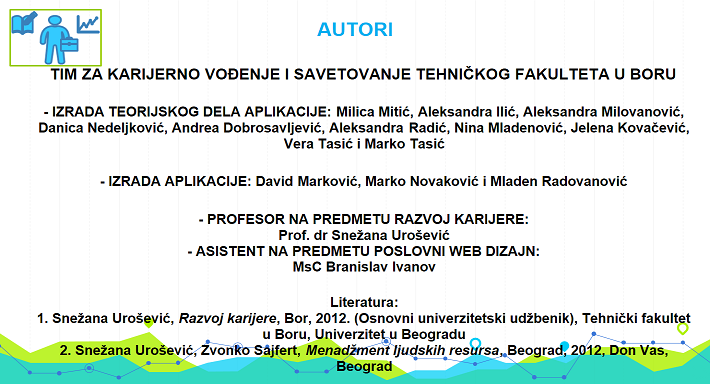 AUTORI
TIM ZA KARIJERNO VOĐENJE I SAVETOVANJE TEHNIČKOG FAKULTETA U BORU
- IZRADA TEORIJSKOG DELA APLIKACIJE: Milica Mitić, Aleksandra Ilić, Aleksandra Milovanović,
Danica Nedeljković, Andrea Dobrosavljević, Aleksandra Radić, Nina Mladenović, Jelena Kovačević,
Vera Tasić i Marko Tasić
- IZRADA APLIKACIJE: David Marković, Marko Novaković i Mladen Radovanović
- PROFESOR NA PREDMETU RAZVOJ KARIJERE:
Prof. dr Snežana Urošević
- ASISTENT NA PREDMETU POSLOVNI WEB DIZAJN:
MsC Branislav Ivanov
Literatura:
1. Snežana Urošević, Razvoj karijere, Bor, 2012. (Osnovni univerzitetski udžbenik), Tehnički fakultet
u Boru, Univerzitet u Beogradu
2. Snežana Urošević, Zvonko Sajfert, Menadžment ljudskih resursa, Beograd, 2012, Don Vas,
Beograd